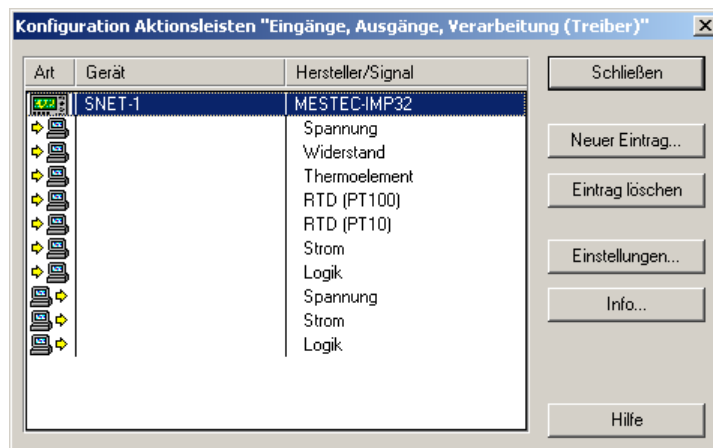 Konfiguration Aktionsleisten "Eingänge, Ausgänge, Verarbeitung (Treiber)"
Art Gerät Hersteller/Signal
SNET-1 MESTEC-IMP32
Spannung
Widerstand
Thermoelement
RTD (PT100)
RTD (PT10)
Strom
Logik
Spannung
Strom
Logik
Schließen
Neuer Eintrag...
Eintrag löschen
Einstellungen...
Info...
Hilfe